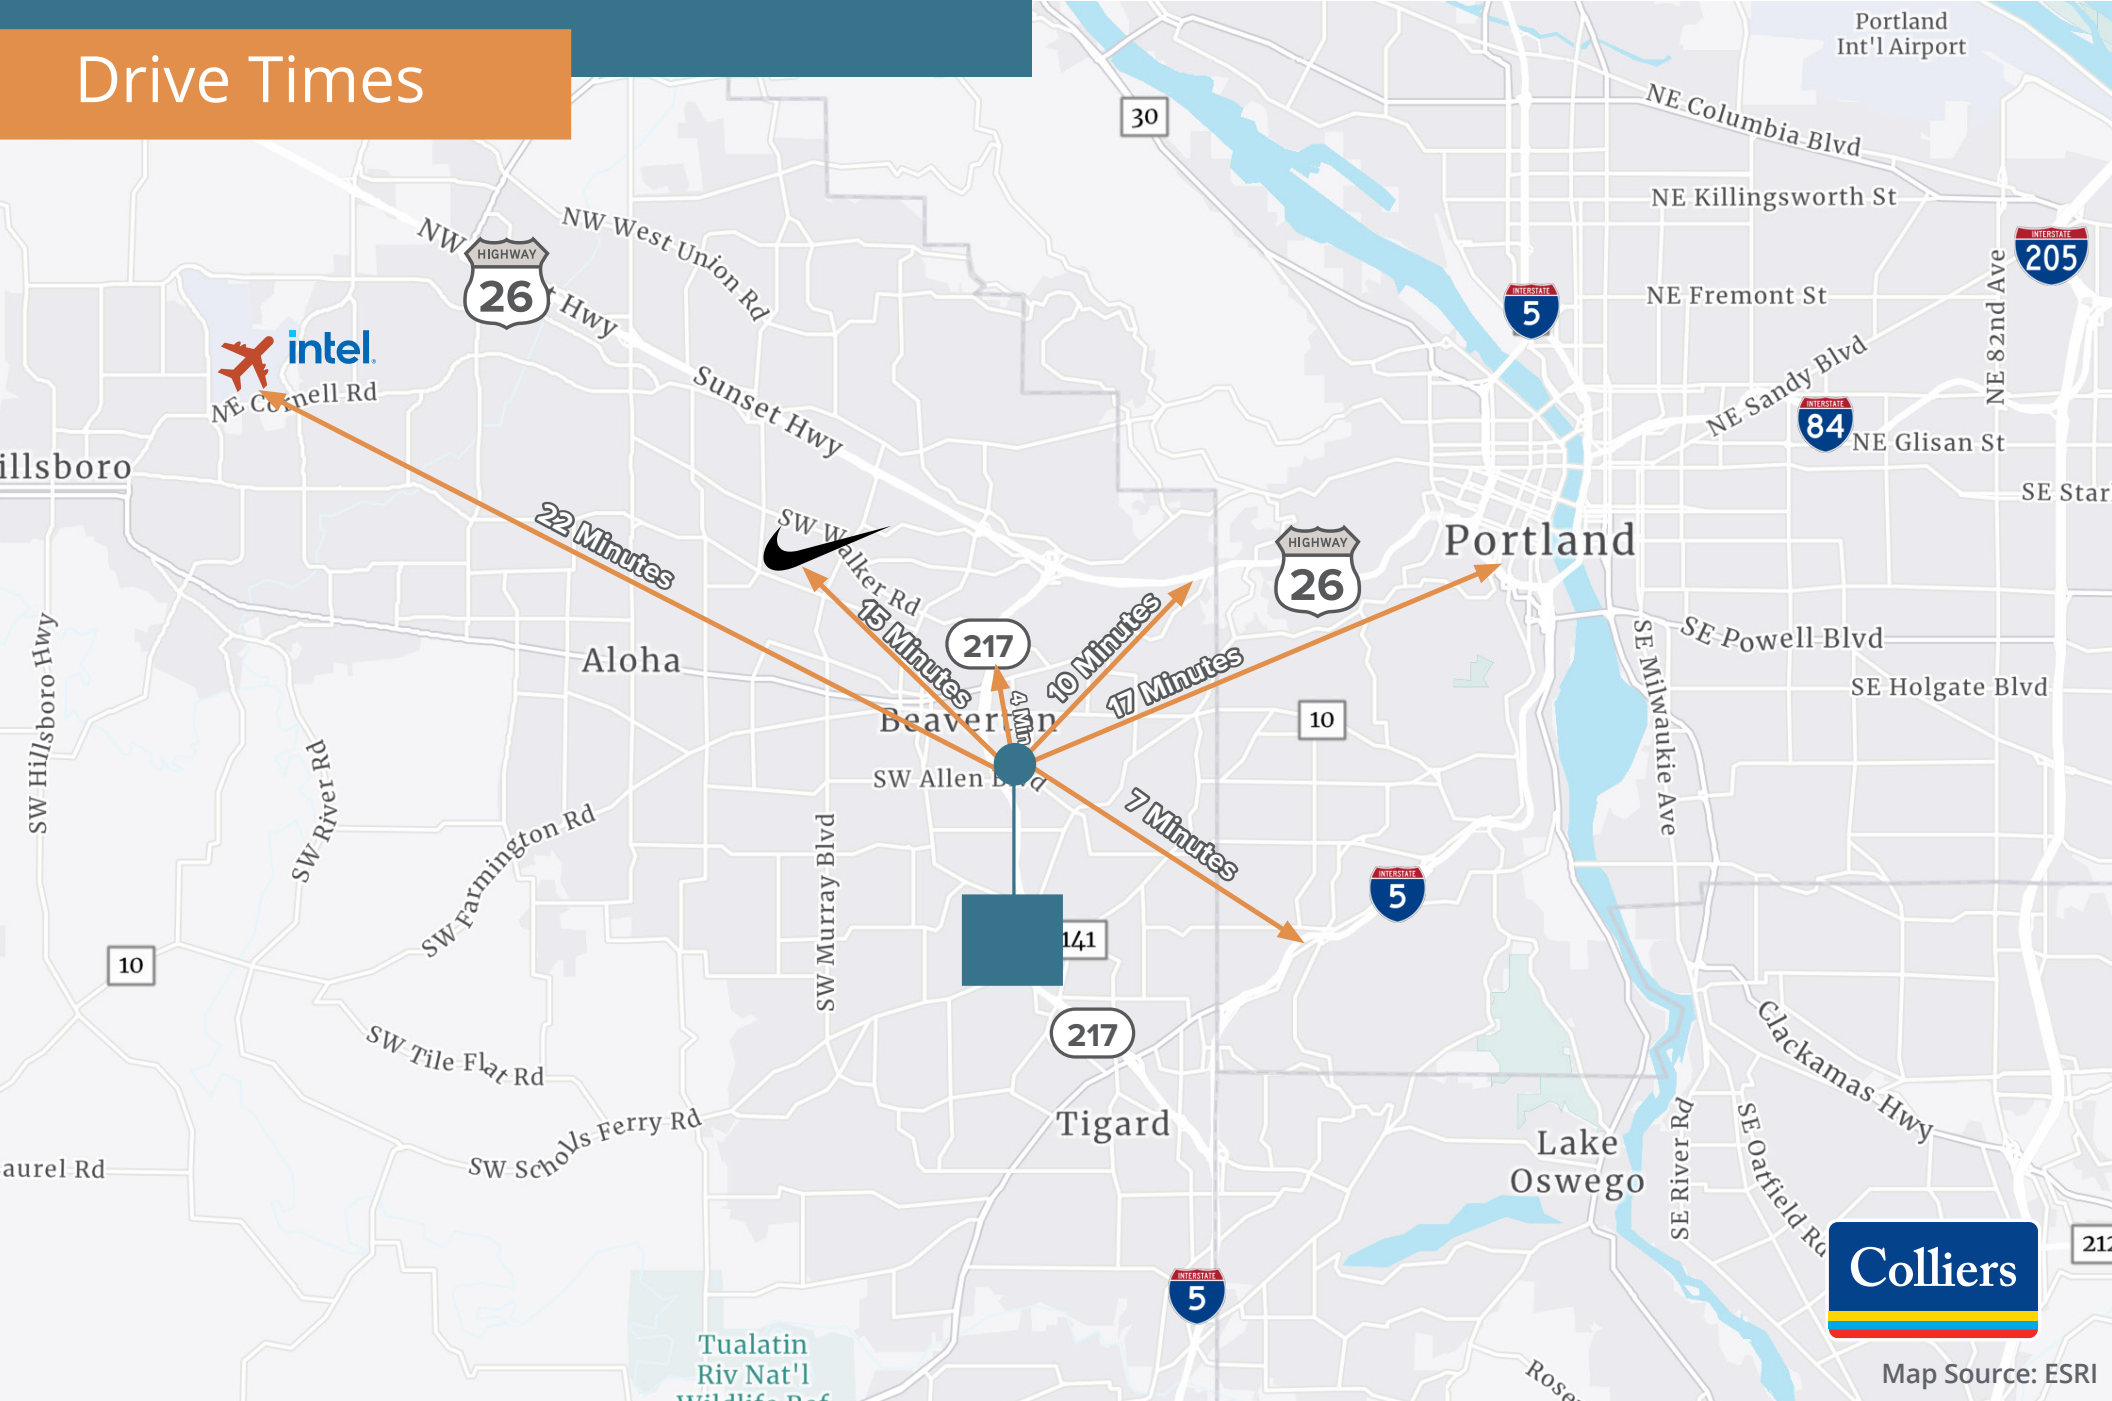 Drive Times
Portland
Int'l Airport
30
NE Columbia Blvd
NE Killingsworth St
NW West Union Rd
NW
HIGHWAY
26
t Hwy
INTERSTATE
205
NE 82nd Ave
INTERSTATE
5
NE Fremont St
intel
NE Cornell Rd
Sunset Hwy
NE Sandy Blvd
INTERSTATE
84
NE Glisan St
illsboro
SE Star
22 Minutes
SW Walker Rd
HIGHWAY
26
Portland
15 Minutes
217
10 Minutes
17 Minutes
4 Min
SW Hillsboro Hwy
Aloha
SE Powell Blvd
SE Milwaukie Ave
SE Holgate Blvd
10
SW Allen B
d
7 Minutes
SW River Rd
SW Farmington Rd
SW Murray Blvd
INTERSTATE
5
141
10
217
SW Tile Flat Rd
Clackamas Hwy
SW Scholls Ferry Rd
Tigard
Lake
Oswego
SE River Rd
SE Oatfield Rd
aurel Rd
212
Colliers
INTERSTATE
5
Tualatin
Riv Nat'l
Map Source: ESRI